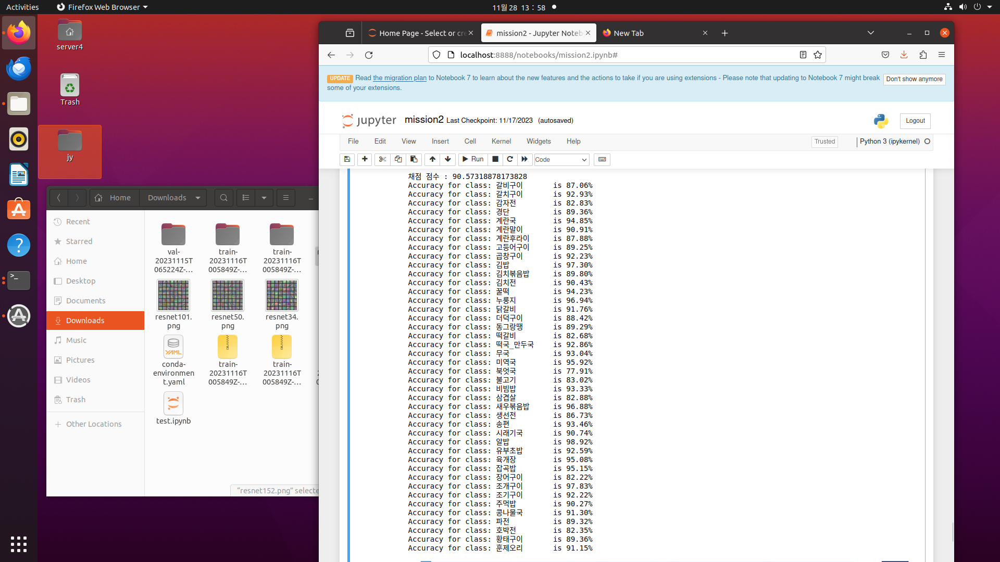 Activities
Firefox Web Browser
11월 28 13 : 58
server4
Trash
jy
Home
Downloads
Recent
Starred
Home
Desktop
Documents
Downloads
Music
Pictures
Videos
Trash
Other Locations
val-
20231115T
065224Z-...
train-
20231116T
005849Z-...
train-
20231116T
005849Z-...
resnet101.
png
resnet50.
png
resnet34.
png
conda-
environmen
t.yaml
train-
20231116T
005849Z-...
train-
20231116T
005849Z-...
test.ipynb
“resnet152.png” selecte
Home Page - Select or cre
mission2 - Jupyter Noteb
New Tab
localhost:8888/notebooks/mission2.ipynb#
UPDATE Read the migration plan to Notebook 7 to learn about the new features and the actions to take if you are using extensions - Please note that updating to Notebook 7 might break
some of your extensions.
Don't show anymore
jupyter mission2 Last Checkpoint: 11/17/2023 (autosaved)
Logout
File Edit View Insert Cell Kernel Widgets Help
Trusted
Python 3 (ipykernel)
Run
Code
채점 점수 : 90.57318878173828
Accuracy for class: 갈비구이 is 87.06%
Accuracy for class: 갈치구이 is 92.93%
Accuracy for class: 감자전 is 82.83%
Accuracy for class: 경단 is 89.36%
Accuracy for class: 계란국 is 94.85%
Accuracy for class: 계란말이 is 90.91%
Accuracy for class: 계란후라이 is 87.88%
Accuracy for class: 고등어구이 is 89.25%
Accuracy for class: 곱창구이 is 92.23%
Accuracy for class: 김밥 is 97.30%
Accuracy for class: 김치볶음밥 is 89.80%
Accuracy for class: 김치전 is 90.43%
Accuracy for class: 꿀떡 is 94.23%
Accuracy for class: 누룽지 is 96.94%
Accuracy for class: 닭갈비 is 91.76%
Accuracy for class: 더덕구이 is 88.42%
Accuracy for class: 동그랑땡 is 89.29%
Accuracy for class: 떡갈비 is 82.68%
Accuracy for class: 떡국_만두국 is 92.86%
Accuracy for class: 무국 is 93.04%
Accuracy for class: 미역국 is 95.92%
Accuracy for class: 북엇국 is 77.91%
Accuracy for class: 불고기 is 83.02%
Accuracy for class: 비빔밥 is 93.33%
Accuracy for class: 삼겹살 is 82.88%
Accuracy for class: 새우볶음밥 is 96.88%
Accuracy for class: 생선전 is 86.73%
Accuracy for class: 송편 is 93.46%
Accuracy for class: 시래기국 is 90.74%
Accuracy for class: 알밥 is 98.92%
Accuracy for class: 유부초밥 is 92.59%
Accuracy for class: 육개장 is 95.08%
Accuracy for class: 잡곡밥 is 95.15%
Accuracy for class: 장어구이 is 82.22%
Accuracy for class: 조개구이 is 97.83%
Accuracy for class: 조기구이 is 92.22%
Accuracy for class: 주먹밥 is 90.27%
Accuracy for class: 콩나물국 is 91.30%
Accuracy for class: 파전 is 89.32%
Accuracy for class: 호박전 is 82.35%
Accuracy for class: 황태구이 is 89.36%
Accuracy for class: 훈제오리 is 91.15%